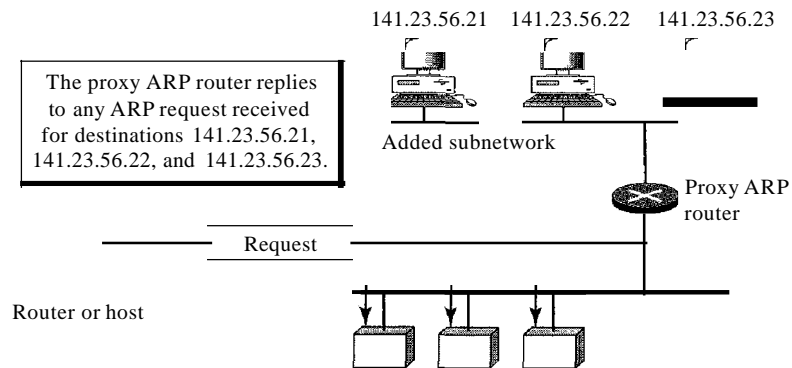 141.23.56.21 141.23.56.22 141.23.56.23
The proxy ARP router replies
to any ARP request received
for destinations 141.23.56.21,
141.23.56.22, and 141.23.56.23.
Added subnetwork
Proxy ARP
router
Request
Router or host